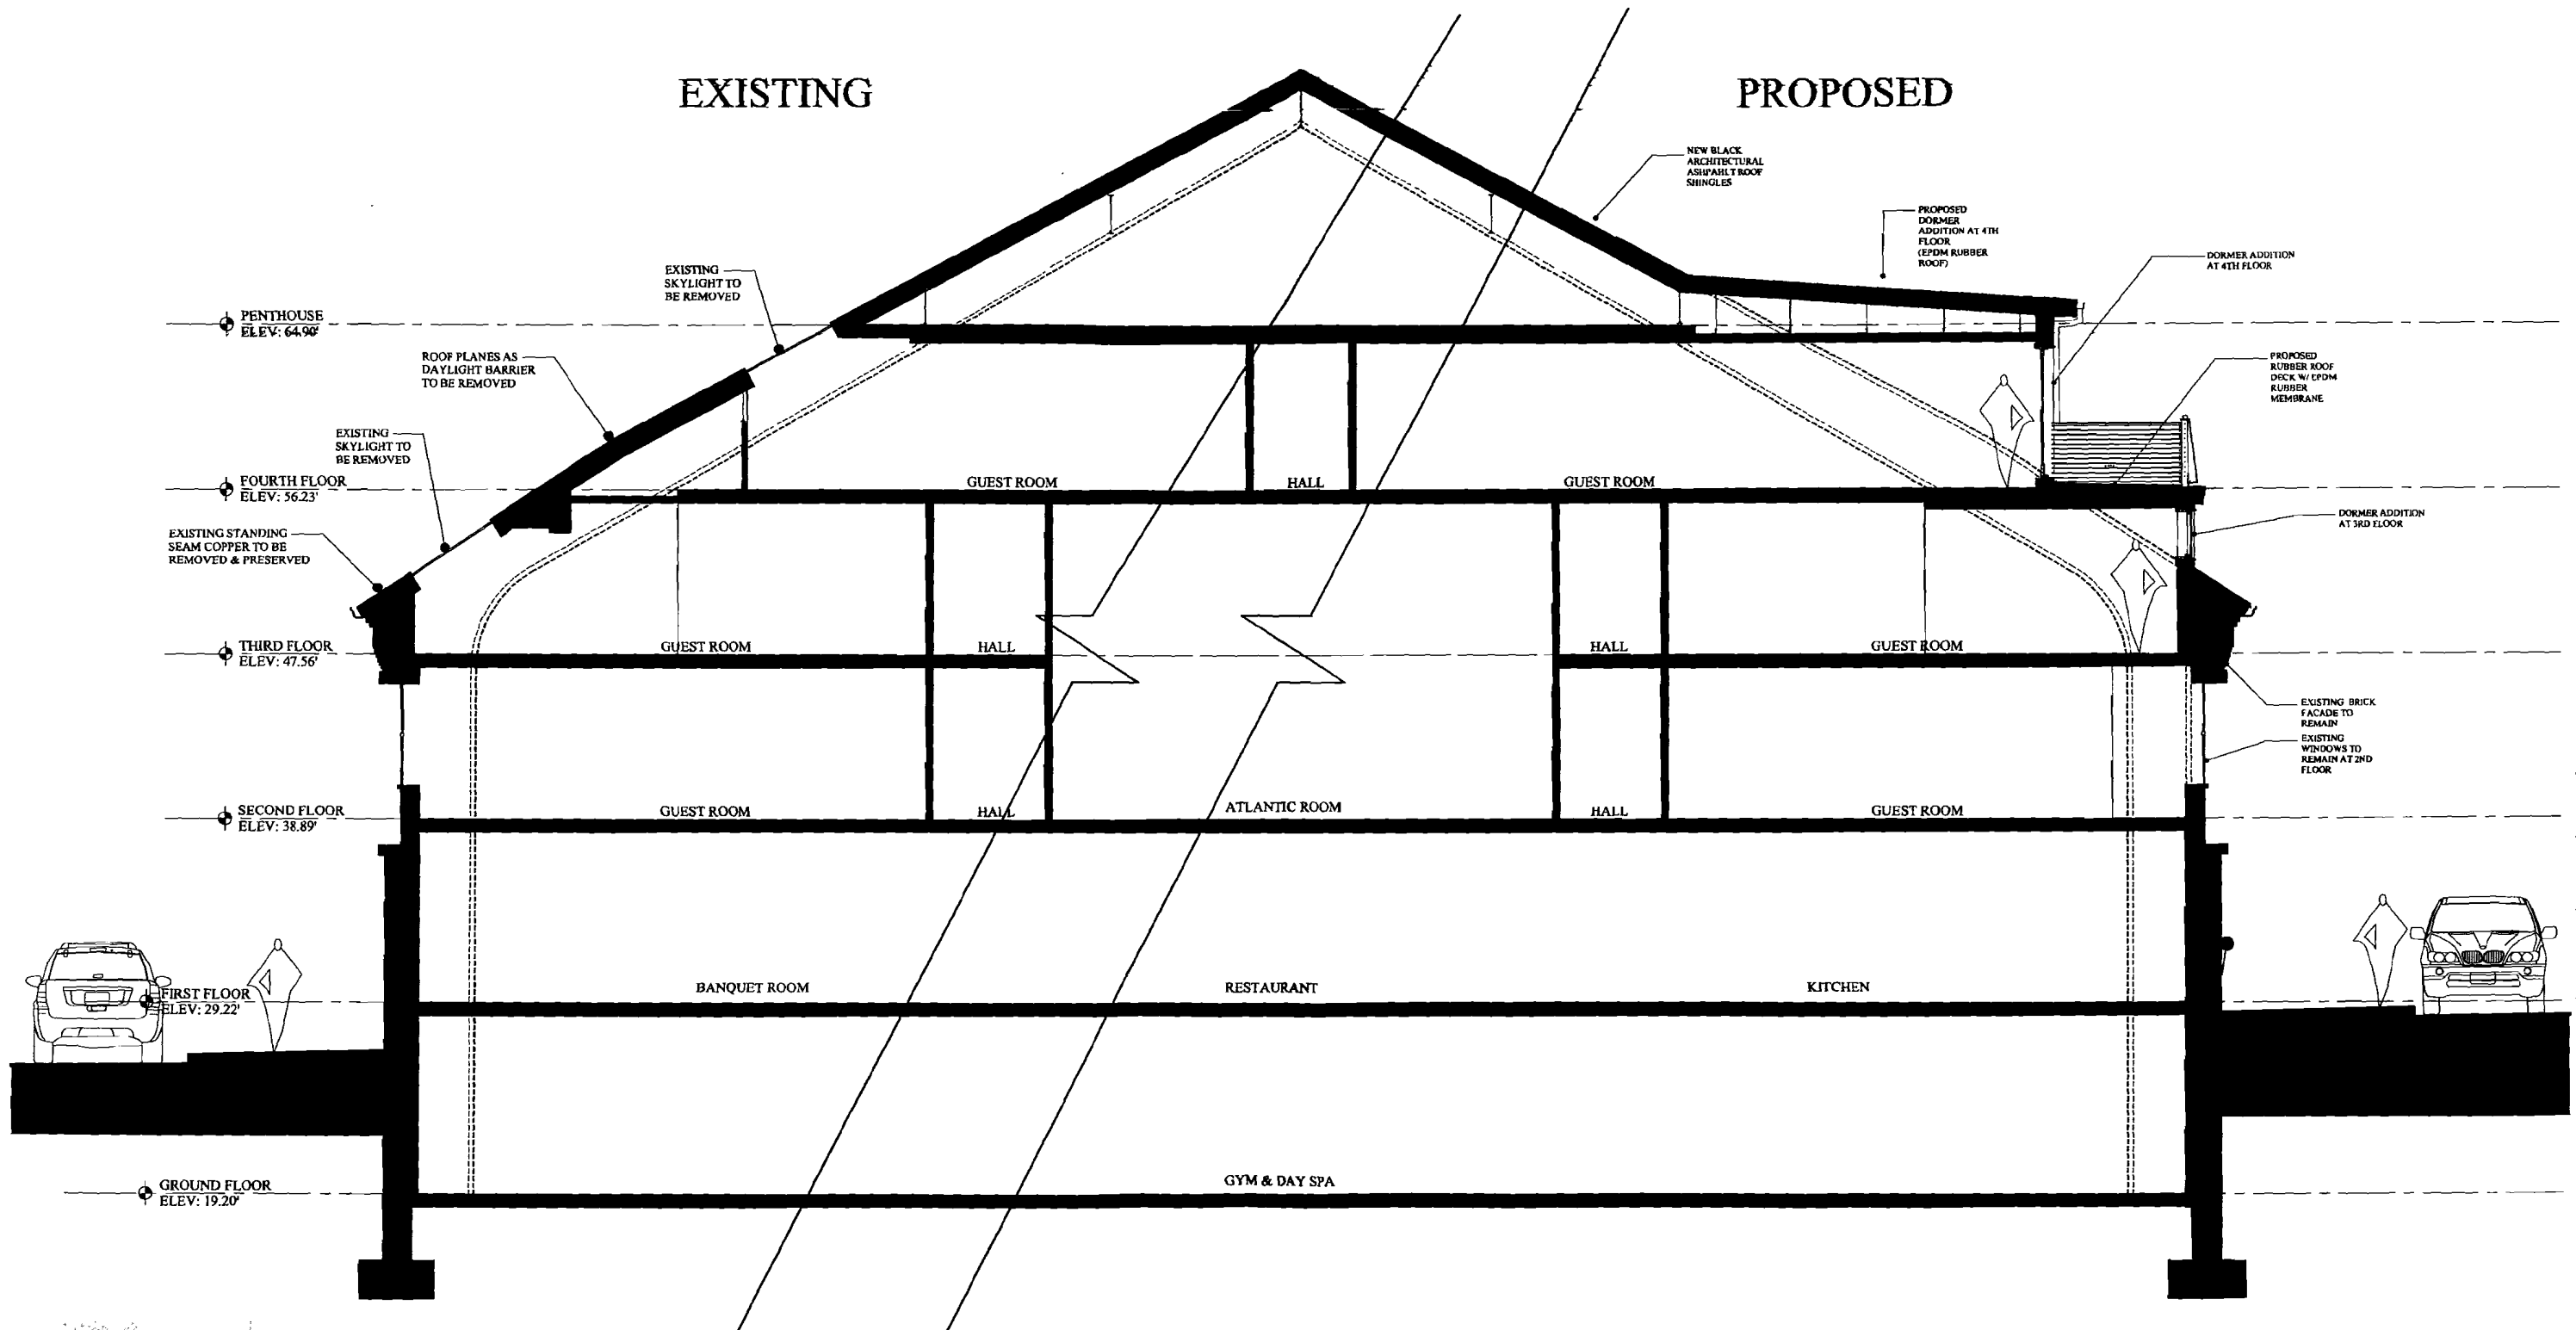 EXISTING
PROPOSED
NEW BLACK
ARCHITECTURAL
ASHPAHLT ROOF
SHINGLES
PROPOSED
DORMER
ADDITION AT 4TH
FLOOR
(EPDM RUBBER
ROOF)
DORMER ADDITION
AT 4TH FLOOR
EXISTING
SKYLIGHT TO
BE REMOVED
PENTHOUSE
ELEV: 64.90'
ROOF PLANES AS
DAYLIGHT BARRIER
TO BE REMOVED
PROPOSED
RUBBER ROOF
DECK W/ EPDM
RUBBER
MEMBRANE
EXISTING
SKYLIGHT TO
BE REMOVED
FOURTH FLOOR
ELEV: 56.23'
GUEST ROOM
HALL
GUEST ROOM
EXISTING STANDING
SEAM COPPER TO BE
REMOVED & PRESERVED
DORMER ADDITION
AT 3RD FLOOR
THIRD FLOOR
ELEV: 47.56'
GUEST ROOM
HALL
HALL
GUEST ROOM
EXISTING BRICK
FACADE TO
REMAIN
EXISTING
WINDOWS TO
REMAIN AT 2ND
FLOOR
SECOND FLOOR
ELEV: 38.89'
GUEST ROOM
HALL
ATLANTIC ROOM
HALL
GUEST ROOM
FIRST FLOOR
ELEV: 29.22'
BANQUET ROOM
RESTAURANT
KITCHEN
GROUND FLOOR
ELEV: 19.20'
GYM & DAY SPA